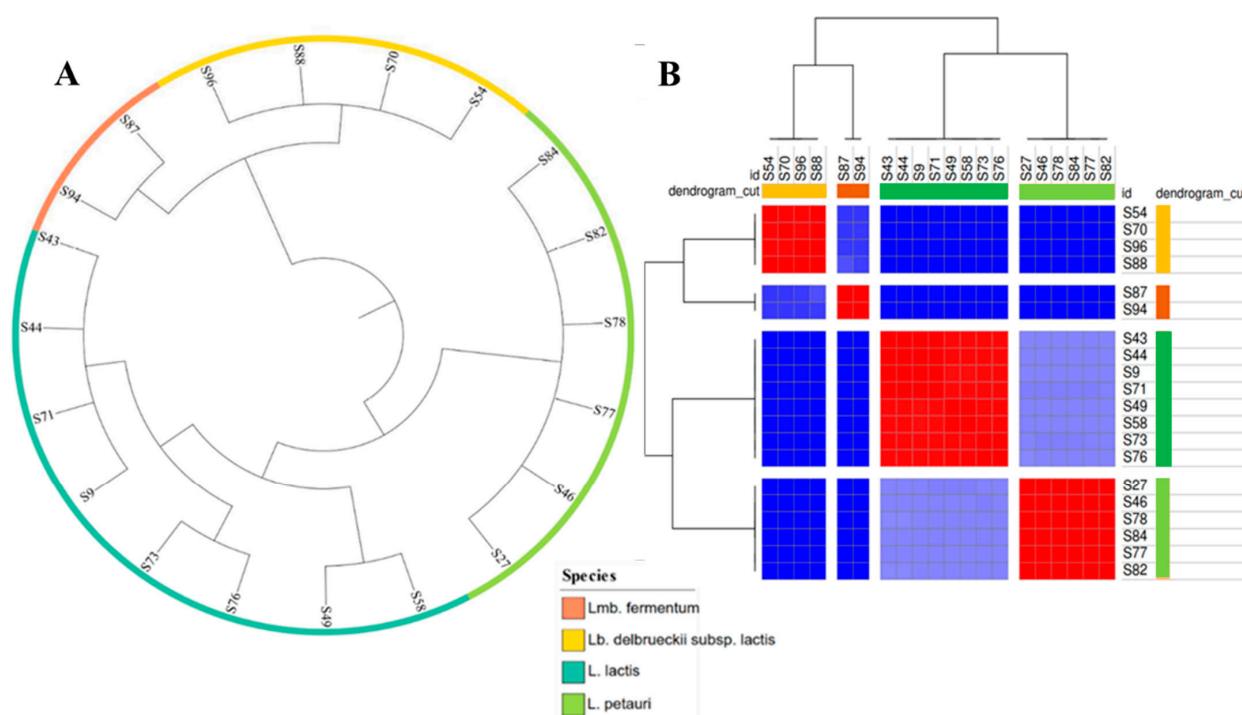 A
S96
S88
S70
S54
S87
S94
S84
S82
S78
S77
S46
S27
S43
S44
S71
S9
S73
S76
S49
S58
Species
Lmb. fermentum
Lb. delbrueckii subsp. lactis
L. lactis
L. petauri
B
id S54 S70 S96 S88 S87 S94 S43 S44 S9 S71 S49 S58 S73 S76 S27 S46 S78 S84 S77 S82
dendrogram_cut id dendrogram_cu
S54
S70
S96
S88
S87
S94
S43
S44
S9
S71
S49
S58
S73
S76
S27
S46
S78
S84
S77
S82